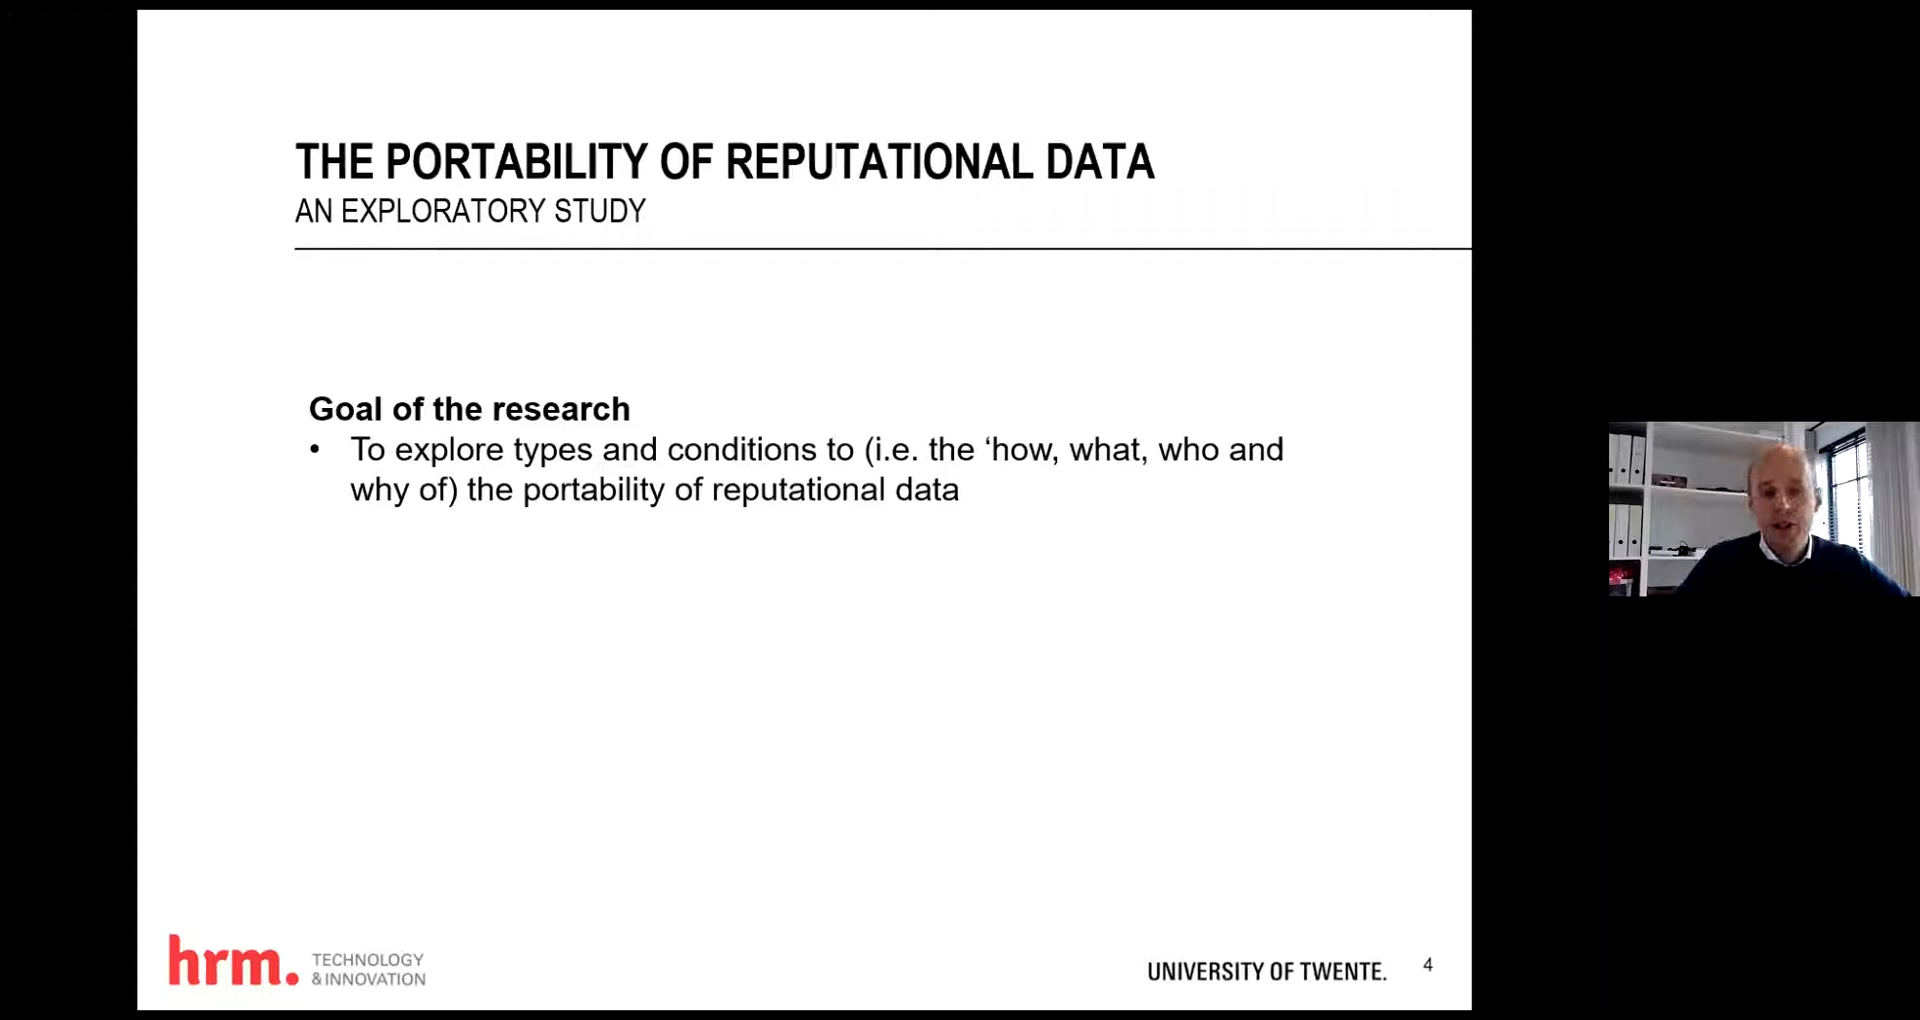 THE PORTABILITY OF REPUTATIONAL DATA
AN EXPLORATORY STUDY
Goal of the research
• To explore types and conditions to (i.e. the ‘how, what, who and
why of) the portability of reputational data
hrm. TECHNOLOGY
& INNOVATION
UNIVERSITY OF TWENTE.
4